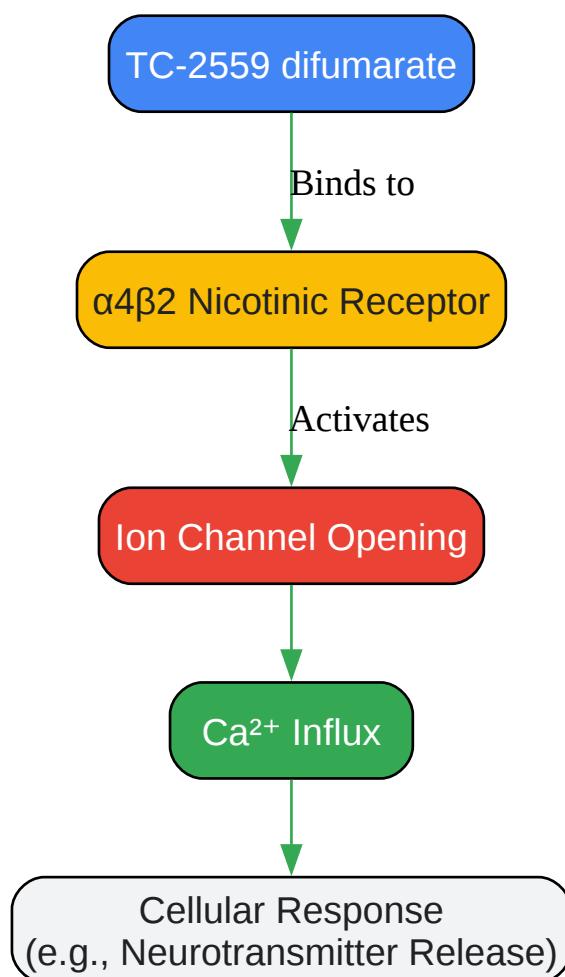 TC-2559 difumarate
Binds to
α4β2 Nicotinic Receptor
Activates
Ion Channel Opening
Ca²⁺ Influx
Cellular Response
(e.g., Neurotransmitter Release)